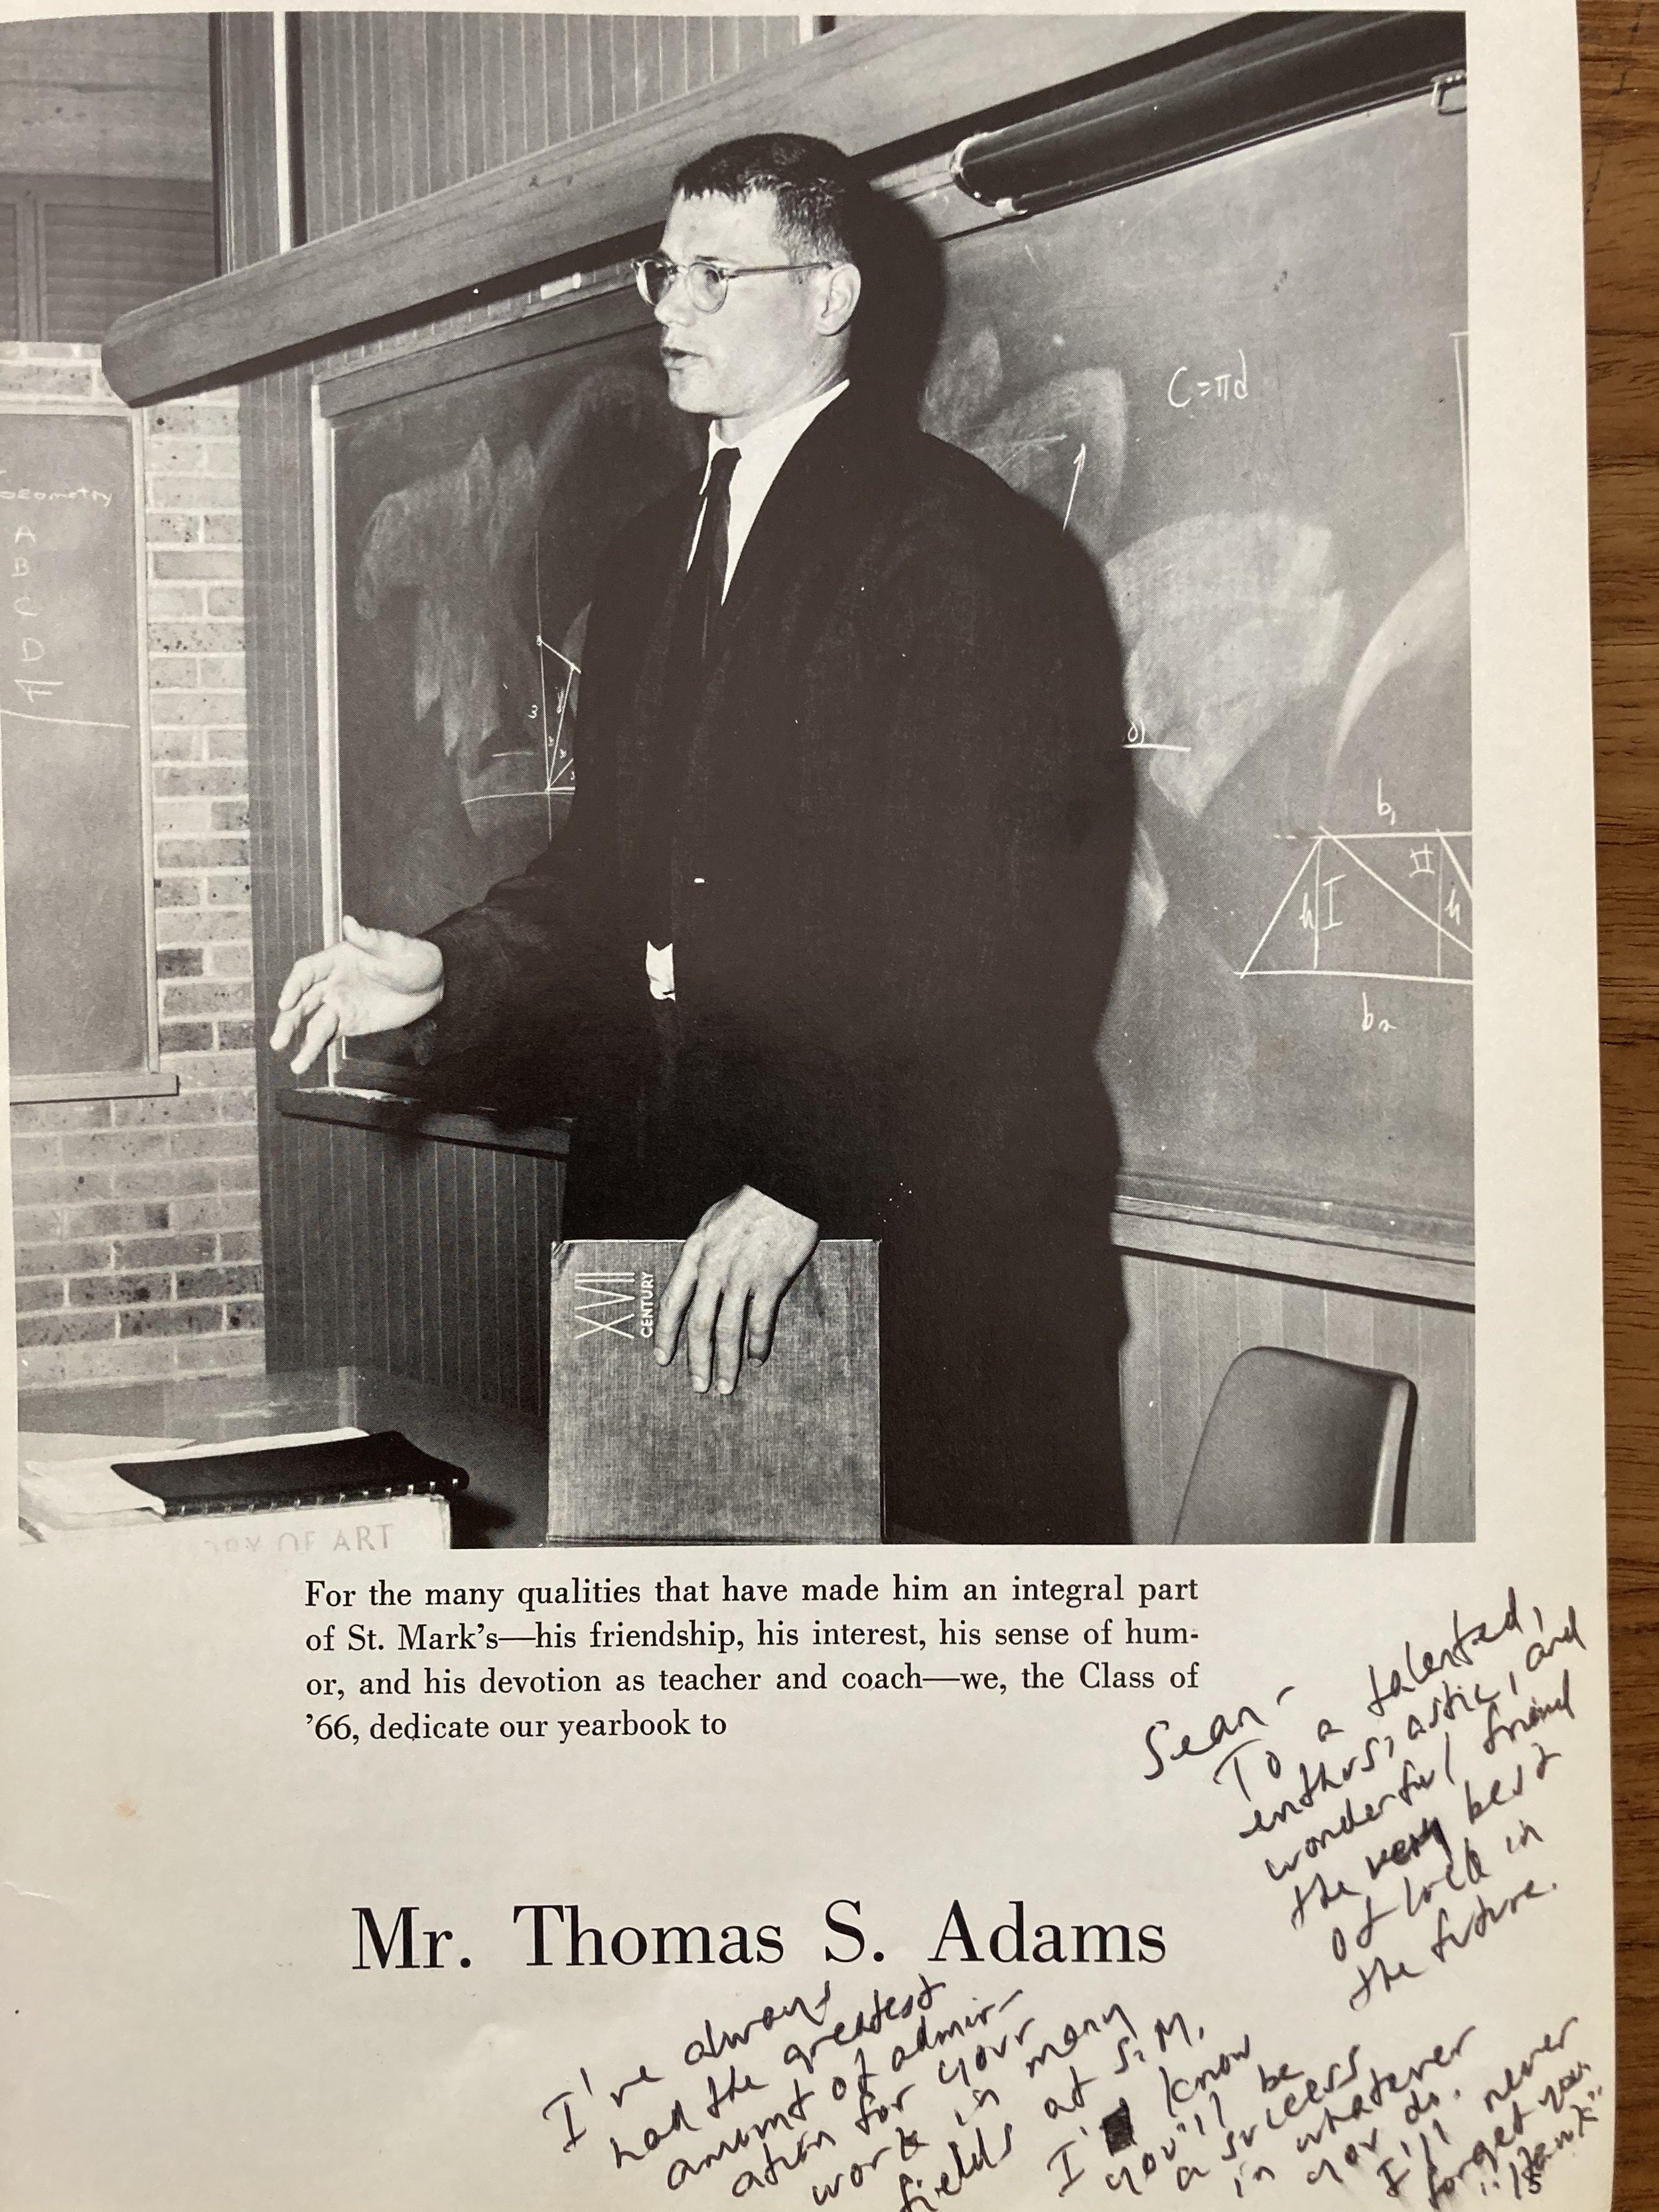 C=πd
Geometry
A
B
C
D
F
b₁
h
I
II
h
b₂
XVII
CENTURY
ORY OF ART
For the many qualities that have made him an integral part
of St. Mark's—his friendship, his interest, his sense of hum-
or, and his devotion as teacher and coach—we, the Class of
'66, dedicate our yearbook to
Mr. Thomas S. Adams
Sean-
To a talented,
enthusiastic, and
wonderful friend
the very best
of luck in
the future.
I've always
had the greatest
amount of admir-
ation for your
work in many
fields at S.M.
I know
you'll be
a success
in whatever
you do.
I'll never
forget you